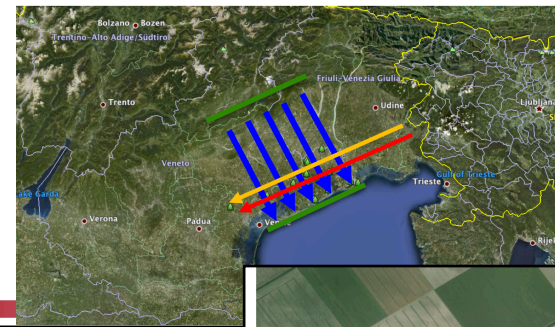 Bolzano - Bozen
Trentino-Alto Adige/Südtirol
Friuli-Venezia Giulia
Udine
Ljubljana
Trento
Veneto
Gulf of Trieste
Trieste
Lake Garda
Verona
Padua